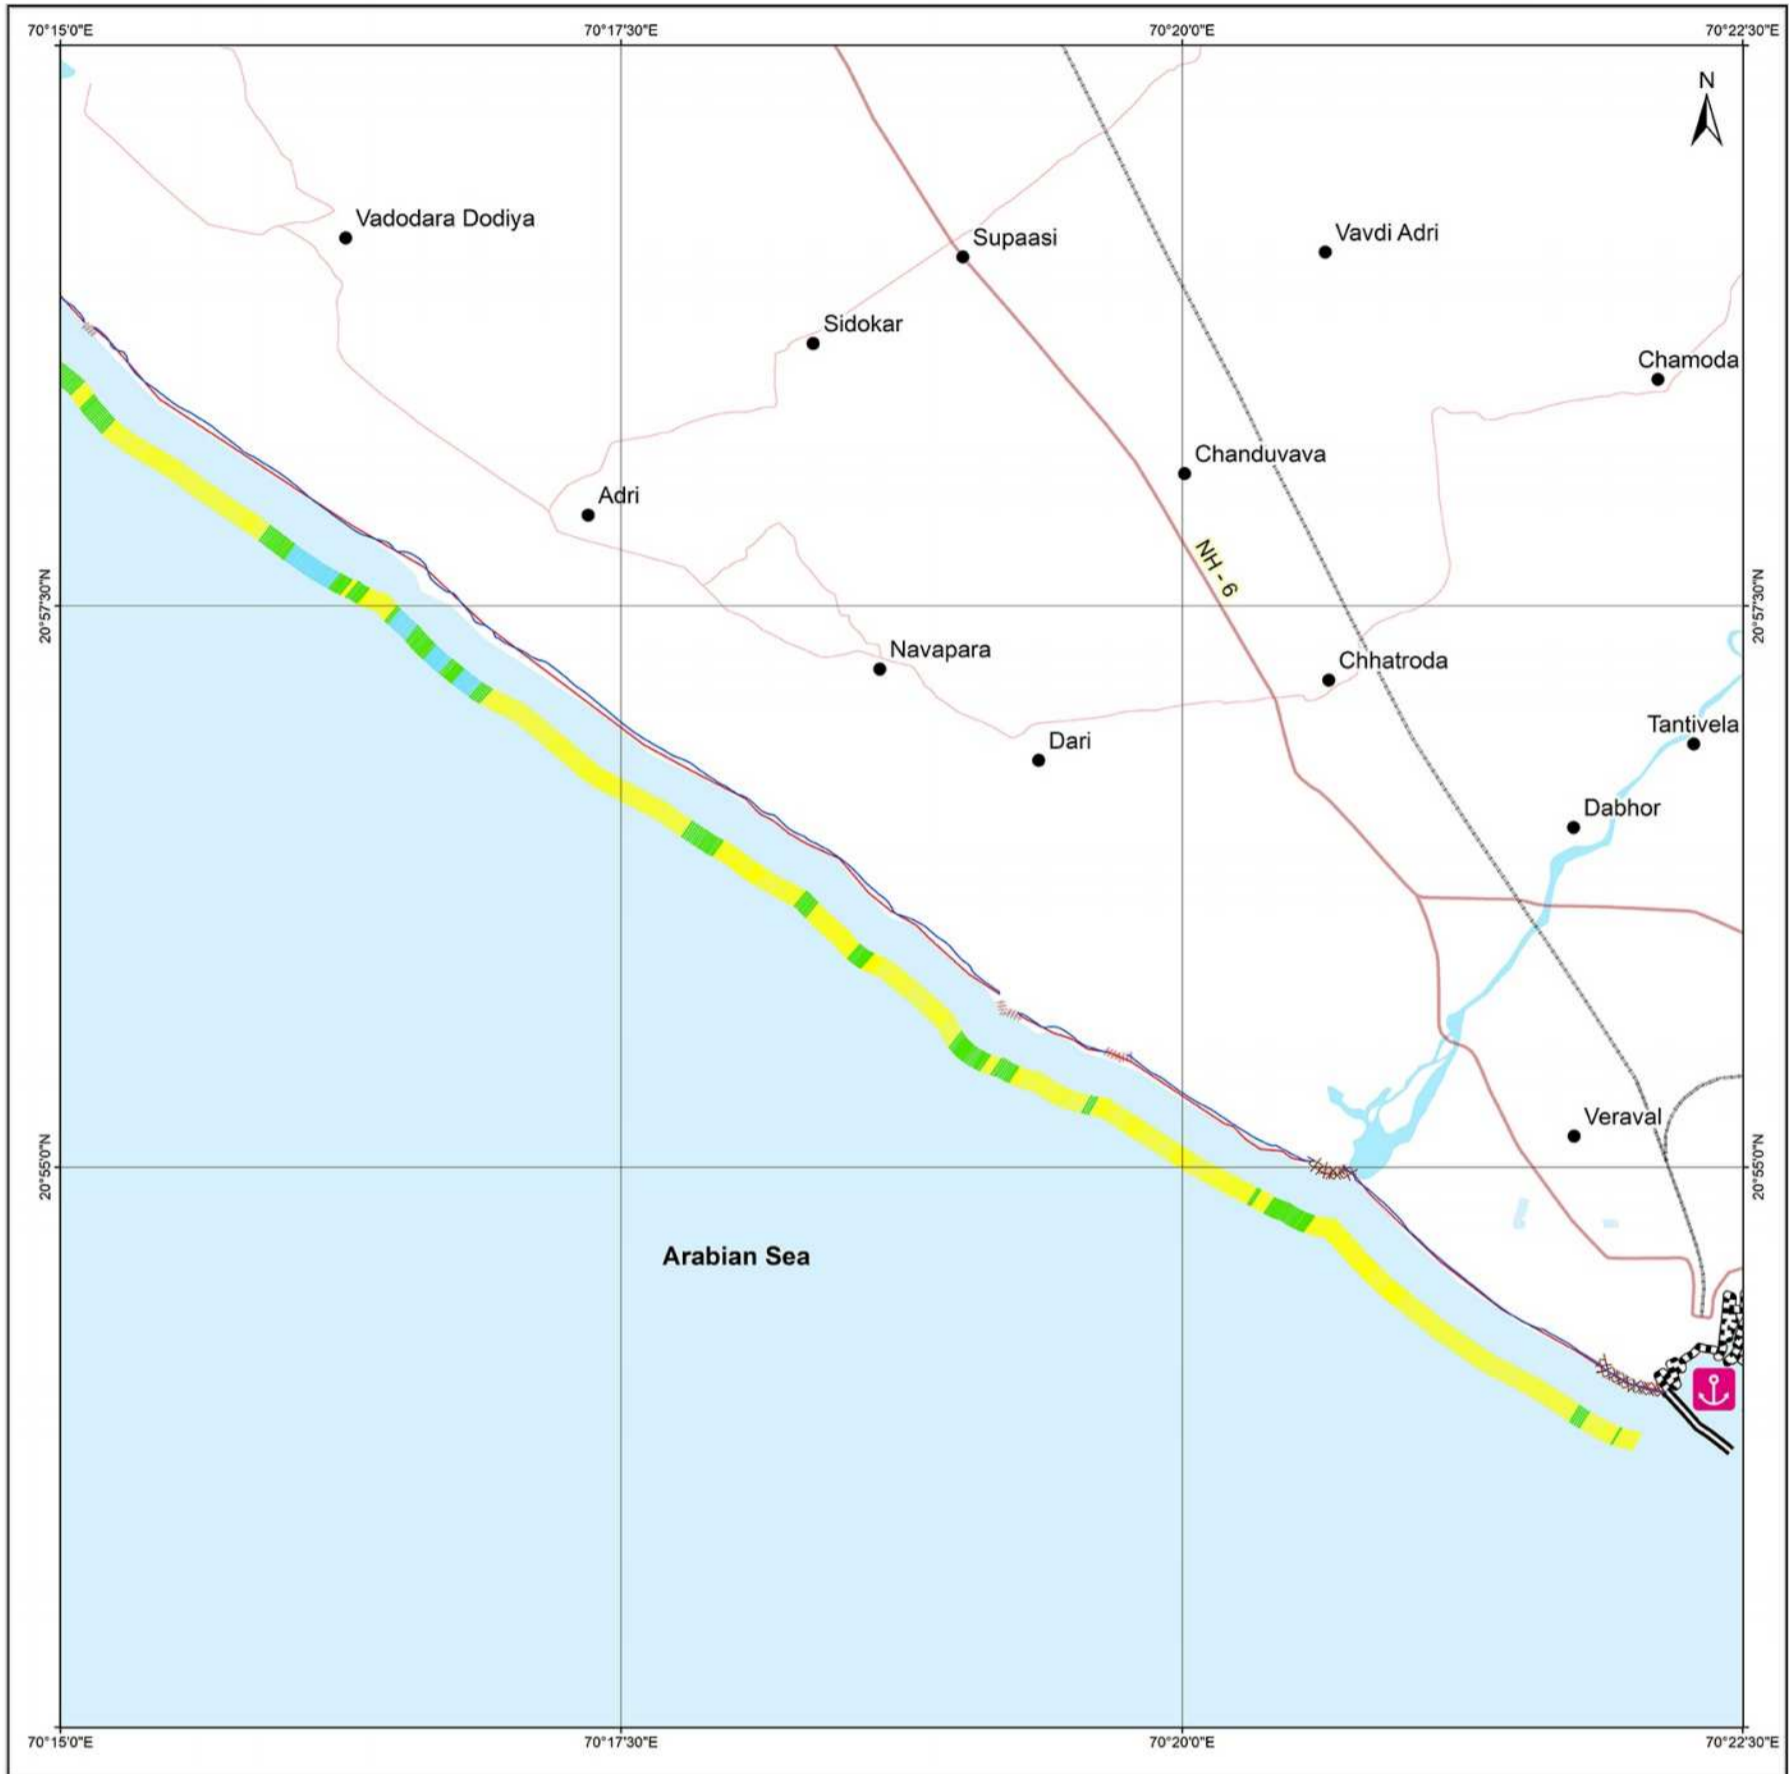 70°15'0"E 70°17'30"E 70°20'0"E 70°22'30"E
N
Vadodara Dodiya
Supaasi
Vavdi Adri
Sidokar
Chamoda
Chanduvava
Adri
NH - 6
20°57'30"N 20°57'30"N
Navapara
Chhatroda
Tantivela
Dari
Dabhor
Veraval
20°55'0"N 20°55'0"N
Arabian Sea
70°15'0"E 70°17'30"E 70°20'0"E 70°22'30"E